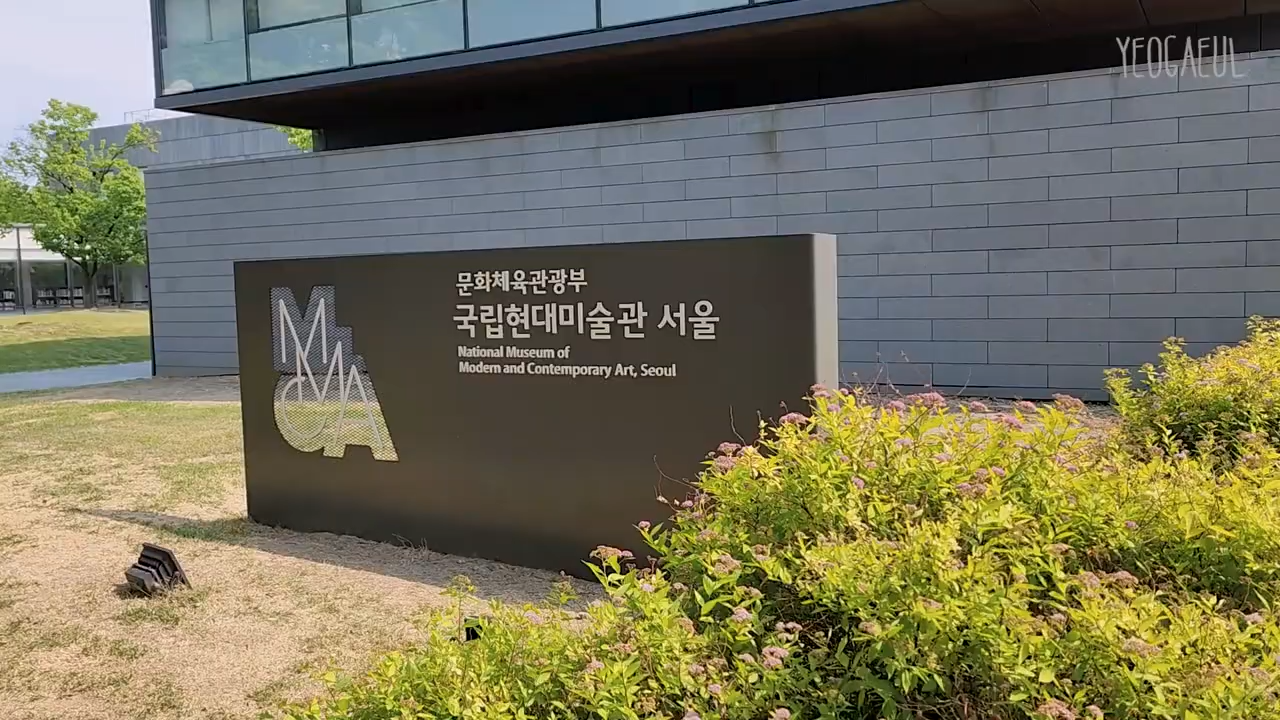 YEOGAEUL
MMCA
문화체육관광부
국립현대미술관 서울
National Museum of
Modern and Contemporary Art, Seoul